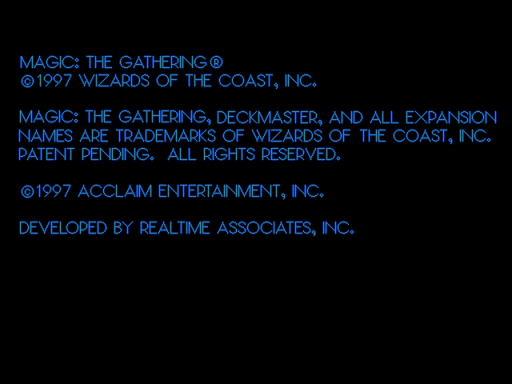 MAGIC: THE GATHERING®
©1997 WIZARDS OF THE COAST, INC.
MAGIC: THE GATHERING, DECKMASTER, AND ALL EXPANSION
NAMES ARE TRADEMARKS OF WIZARDS OF THE COAST, INC.
PATENT PENDING. ALL RIGHTS RESERVED.
©1997 ACCLAIM ENTERTAINMENT, INC.
DEVELOPED BY REALTIME ASSOCIATES, INC.